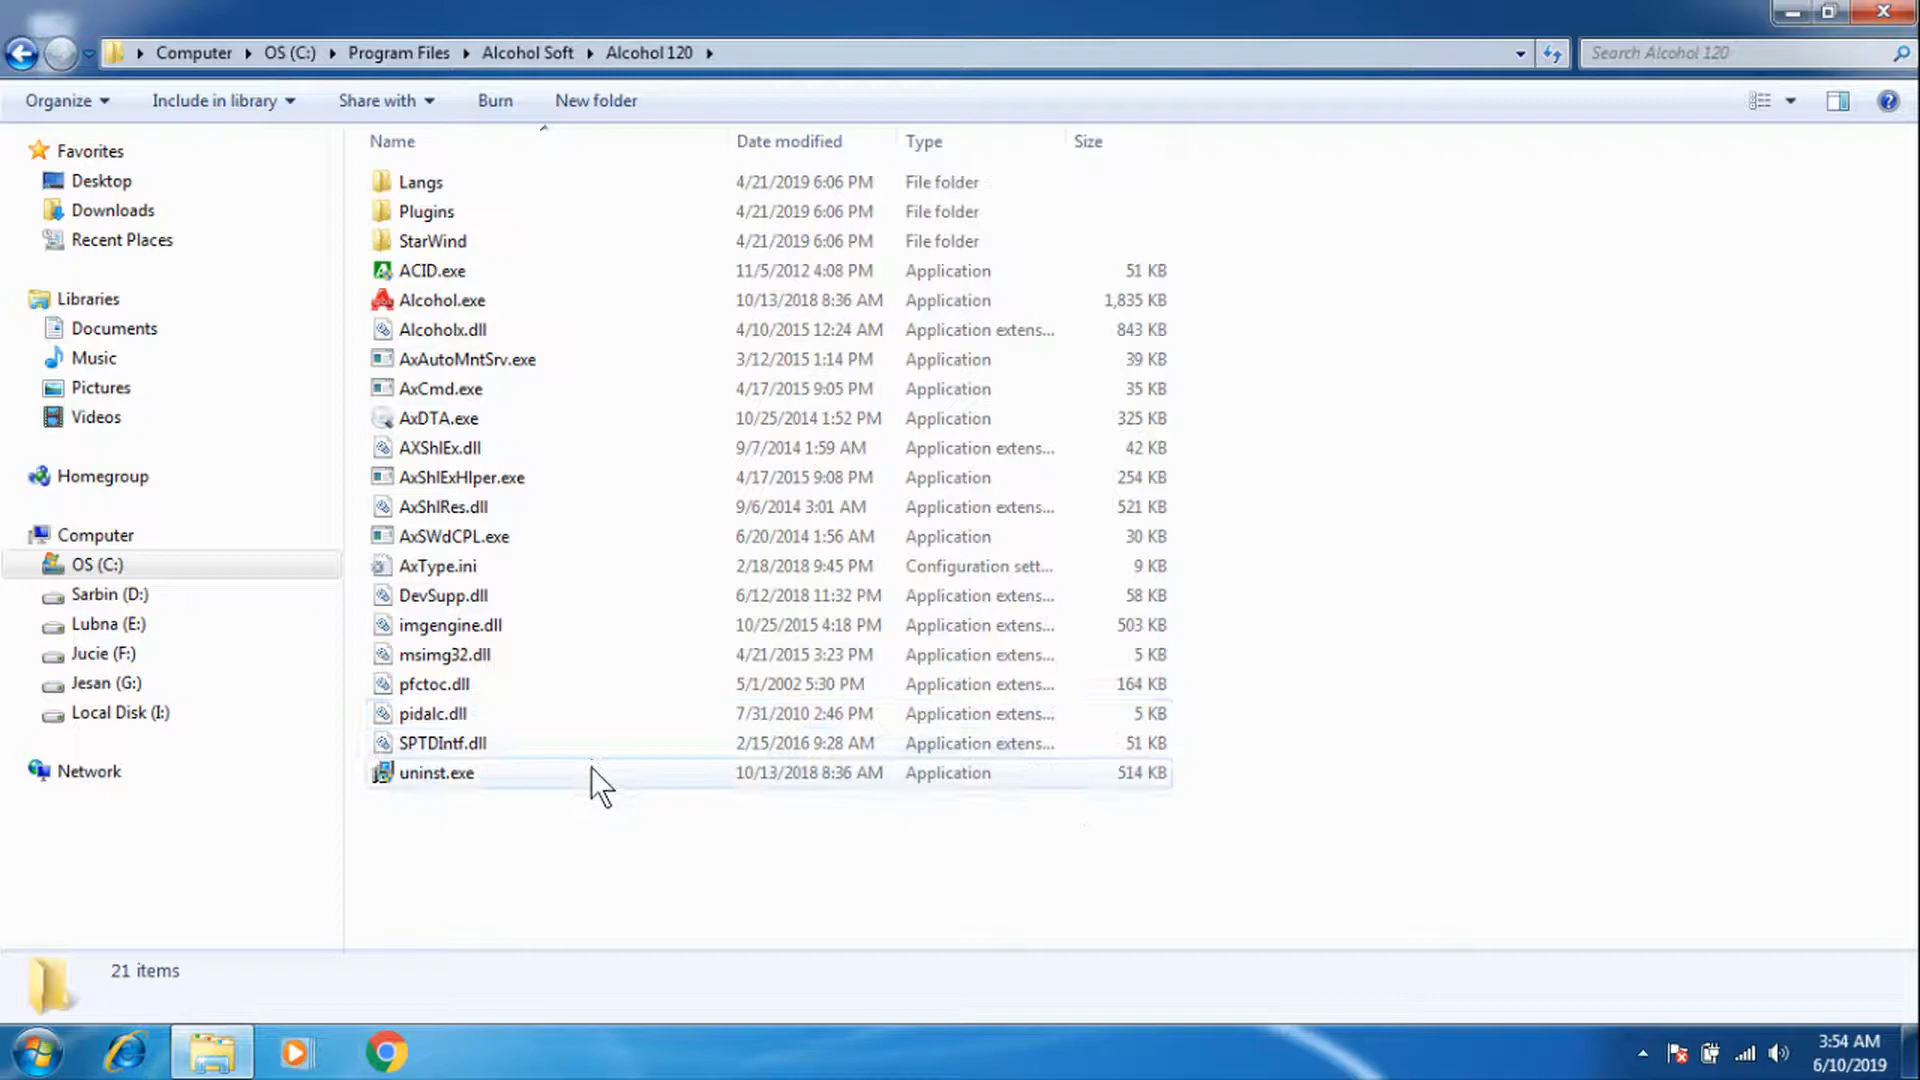 Computer OS (C:) Program Files Alcohol Soft Alcohol 120 Search Alcohol 120
Organize Include in library Share with Burn New folder
Name Date modified Type Size
Favorites
Desktop
Downloads
Recent Places
Libraries
Documents
Music
Pictures
Videos
Homegroup
Computer
OS (C:)
Sarbin (D:)
Lubna (E:)
Jucie (F:)
Jesan (G:)
Local Disk (I:)
Network
Langs 4/21/2019 6:06 PM File folder
Plugins 4/21/2019 6:06 PM File folder
StarWind 4/21/2019 6:06 PM File folder
ACID.exe 11/5/2012 4:08 PM Application 51 KB
Alcohol.exe 10/13/2018 8:36 AM Application 1,835 KB
Alcoholx.dll 4/10/2015 12:24 AM Application extens... 843 KB
AxAutoMntSrv.exe 3/12/2015 1:14 PM Application 39 KB
AxCmd.exe 4/17/2015 9:05 PM Application 35 KB
AxDTA.exe 10/25/2014 1:52 PM Application 325 KB
AXShlEx.dll 9/7/2014 1:59 AM Application extens... 42 KB
AxShlExHlper.exe 4/17/2015 9:08 PM Application 254 KB
AxShlRes.dll 9/6/2014 3:01 AM Application extens... 521 KB
AxSWdCPL.exe 6/20/2014 1:56 AM Application 30 KB
AxType.ini 2/18/2018 9:45 PM Configuration sett... 9 KB
DevSupp.dll 6/12/2018 11:32 PM Application extens... 58 KB
imgengine.dll 10/25/2015 4:18 PM Application extens... 503 KB
msimg32.dll 4/21/2015 3:23 PM Application extens... 5 KB
pfctoc.dll 5/1/2002 5:30 PM Application extens... 164 KB
pidalc.dll 7/31/2010 2:46 PM Application extens... 5 KB
SPTDIntf.dll 2/15/2016 9:28 AM Application extens... 51 KB
uninst.exe 10/13/2018 8:36 AM Application 514 KB
21 items
3:54 AM
6/10/2019